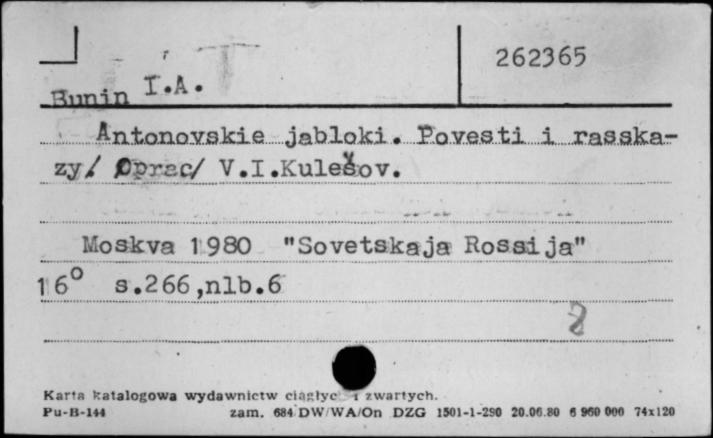 262365
Bunin I.A.
Antonovskie jabloki. Povesti i rasska-
zy/ Oprac/ V.I.Kulešov.
Moskva 1980 "Sovetskaja Rossija"
16° s.266,nlb.6
8
Karta katalogowa wydawnictw ciągłych i zwartych.
Pu-B-144 zam. 684 DW/WA/On DZG 1501-1-290 20.06.80 6 960 000 74x120